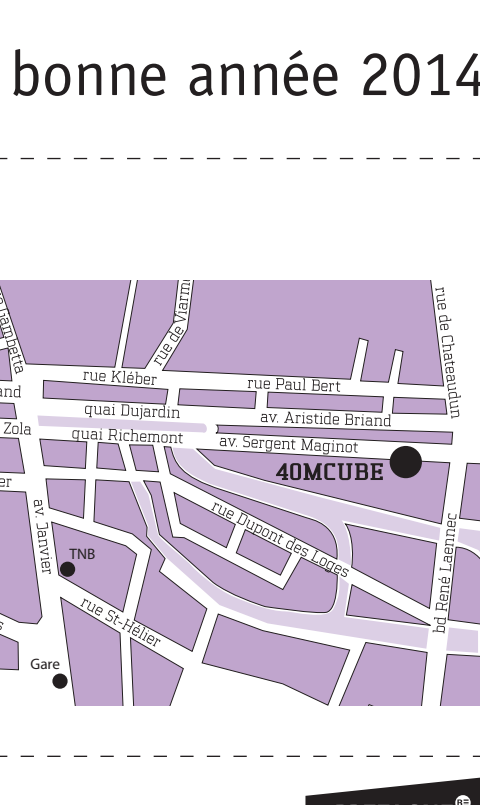 bonne année 2014
rue de Chateaudun
rue Kléber
rue Paul Bert
quai Dujardin
av. Aristide Briand
Zola
quai Richemont
av. Sergent Maginot
40MCUBE
rue Dupont des Loges
av. Janvier
TNB
bd René Laennec
rue St-Hélier
Gare